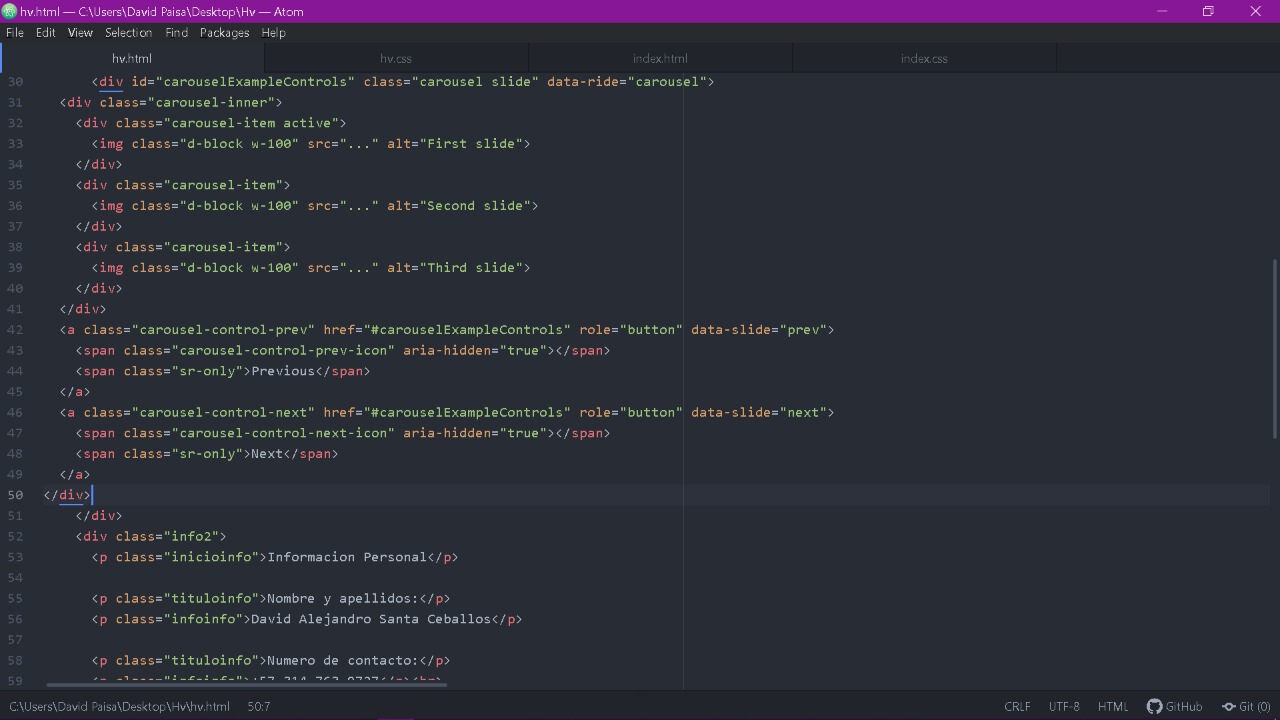 hv.html — C:\Users\David Paisa\Desktop\Hv — Atom
File Edit View Selection Find Packages Help
hv.html hv.css index.html index.css
30 <div id="carouselExampleControls" class="carousel slide" data-ride="carousel">
31 <div class="carousel-inner">
32 <div class="carousel-item active">
33 <img class="d-block w-100" src="..." alt="First slide">
34 </div>
35 <div class="carousel-item">
36 <img class="d-block w-100" src="..." alt="Second slide">
37 </div>
38 <div class="carousel-item">
39 <img class="d-block w-100" src="..." alt="Third slide">
40 </div>
41 </div>
42 <a class="carousel-control-prev" href="#carouselExampleControls" role="button" data-slide="prev">
43 <span class="carousel-control-prev-icon" aria-hidden="true"></span>
44 <span class="sr-only">Previous</span>
45 </a>
46 <a class="carousel-control-next" href="#carouselExampleControls" role="button" data-slide="next">
47 <span class="carousel-control-next-icon" aria-hidden="true"></span>
48 <span class="sr-only">Next</span>
49 </a>
50 </div>
51 </div>
52 <div class="info2">
53 <p class="inicioinfo">Informacion Personal</p>
54
55 <p class="tituloinfo">Nombre y apellidos:</p>
56 <p class="infoinfo">David Alejandro Santa Ceballos</p>
57
58 <p class="tituloinfo">Numero de contacto:</p>
59 <p class="infoinfo">
C:\Users\David Paisa\Desktop\Hv\hv.html 50:7 CRLF UTF-8 HTML GitHub Git (0)